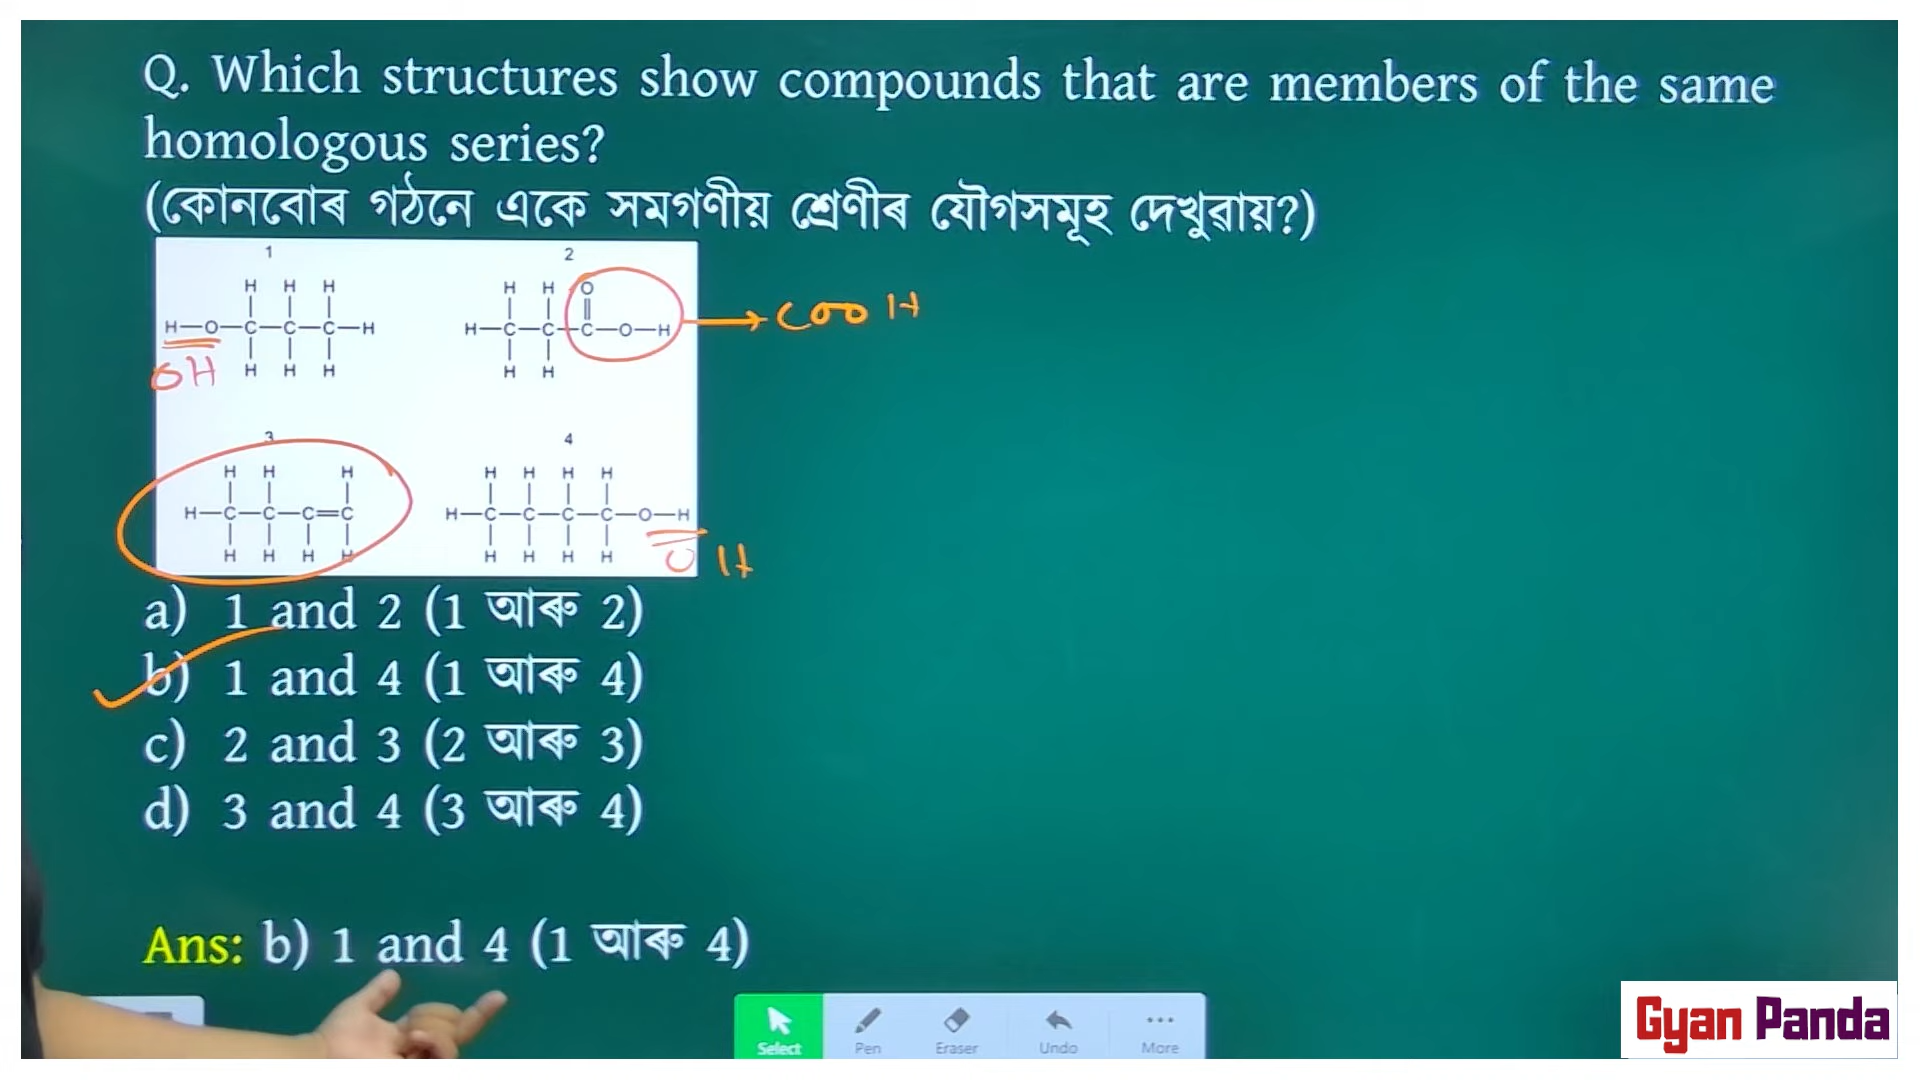 Q. Which structures show compounds that are members of the same
homologous series?
(কোনবোৰ গঠনে একে সমগণীয় শ্ৰেণীৰ যৌগসমূহ দেখুৱায়?)
1 2
H H H
H—O—C—C—C—H
H H H
OH
H H O
H—C—C—C—O—H
H H
COOH
3 4
H H H
H—C—C—C=C
H H H H
H H H H
H—C—C—C—C—O—H
H H H H
OH
a) 1 and 2 (1 আৰু 2)
b) 1 and 4 (1 আৰু 4)
c) 2 and 3 (2 আৰু 3)
d) 3 and 4 (3 আৰু 4)
Ans: b) 1 and 4 (1 আৰু 4)
Select Pen Eraser Undo More
Gyan Panda